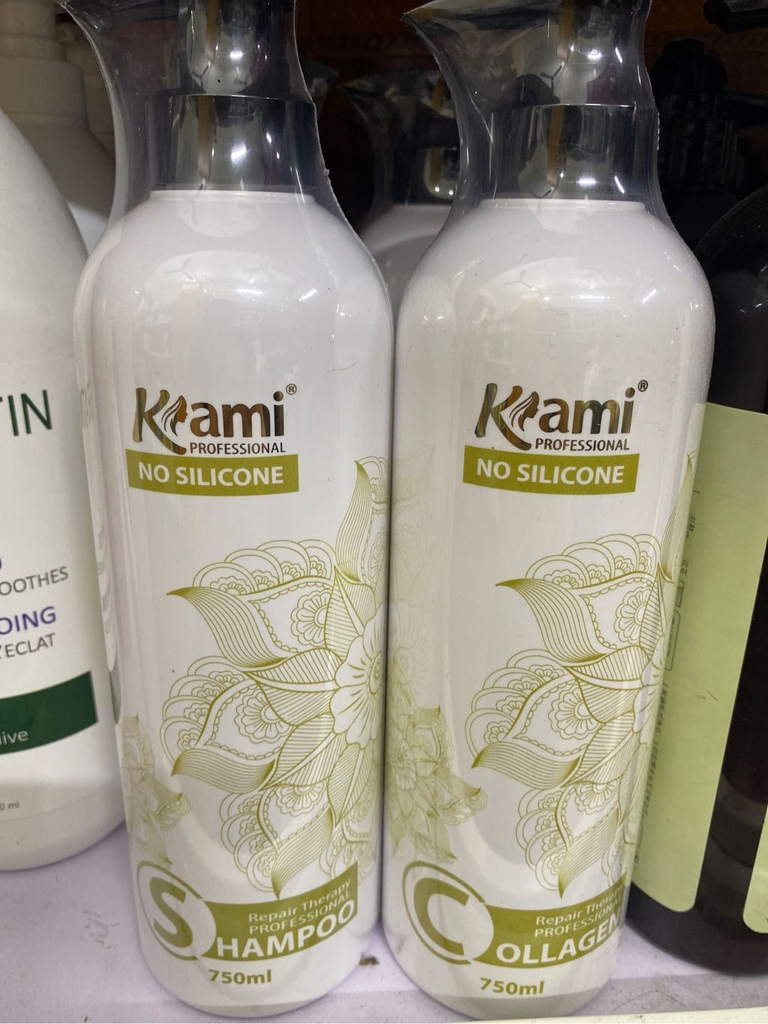 Kami®
PROFESSIONAL
NO SILICONE
Repair Therapy
PROFESSIONAL
SHAMPOO
750ml
Kami®
PROFESSIONAL
NO SILICONE
Repair Therapy
PROFESSIONAL
COLLAGEN
750ml
TIN
OOTHES
OING
'ECLAT